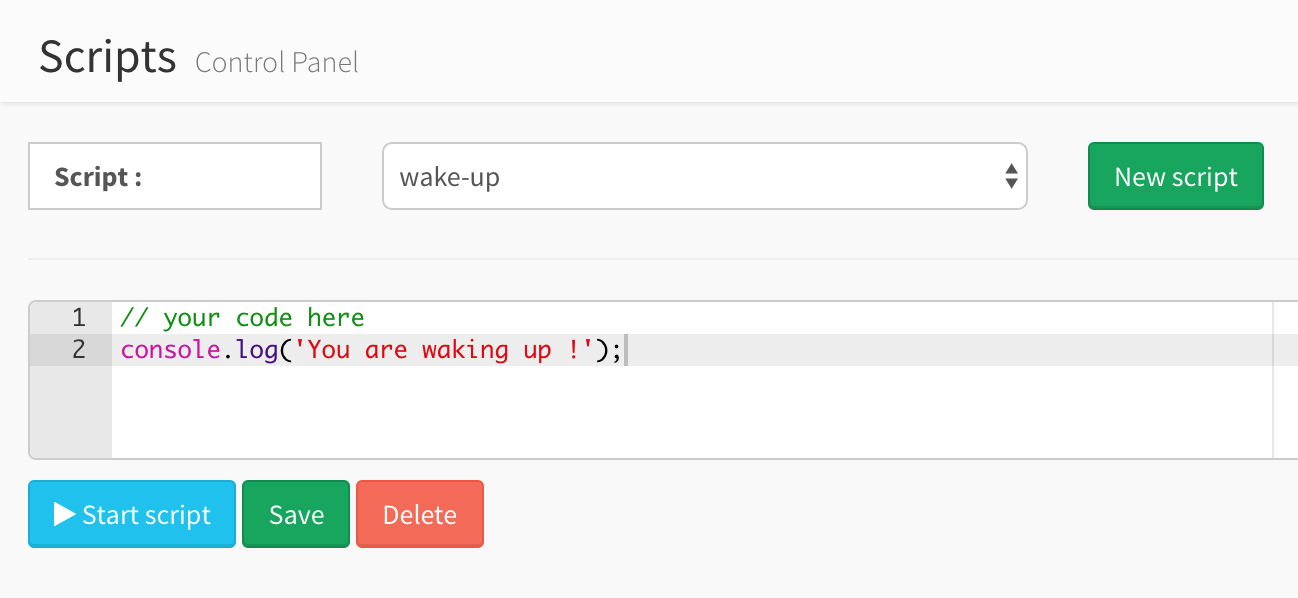 Scripts Control Panel
Script : wake-up New script
1 // your code here
2 console.log('You are waking up !');
Start script Save Delete